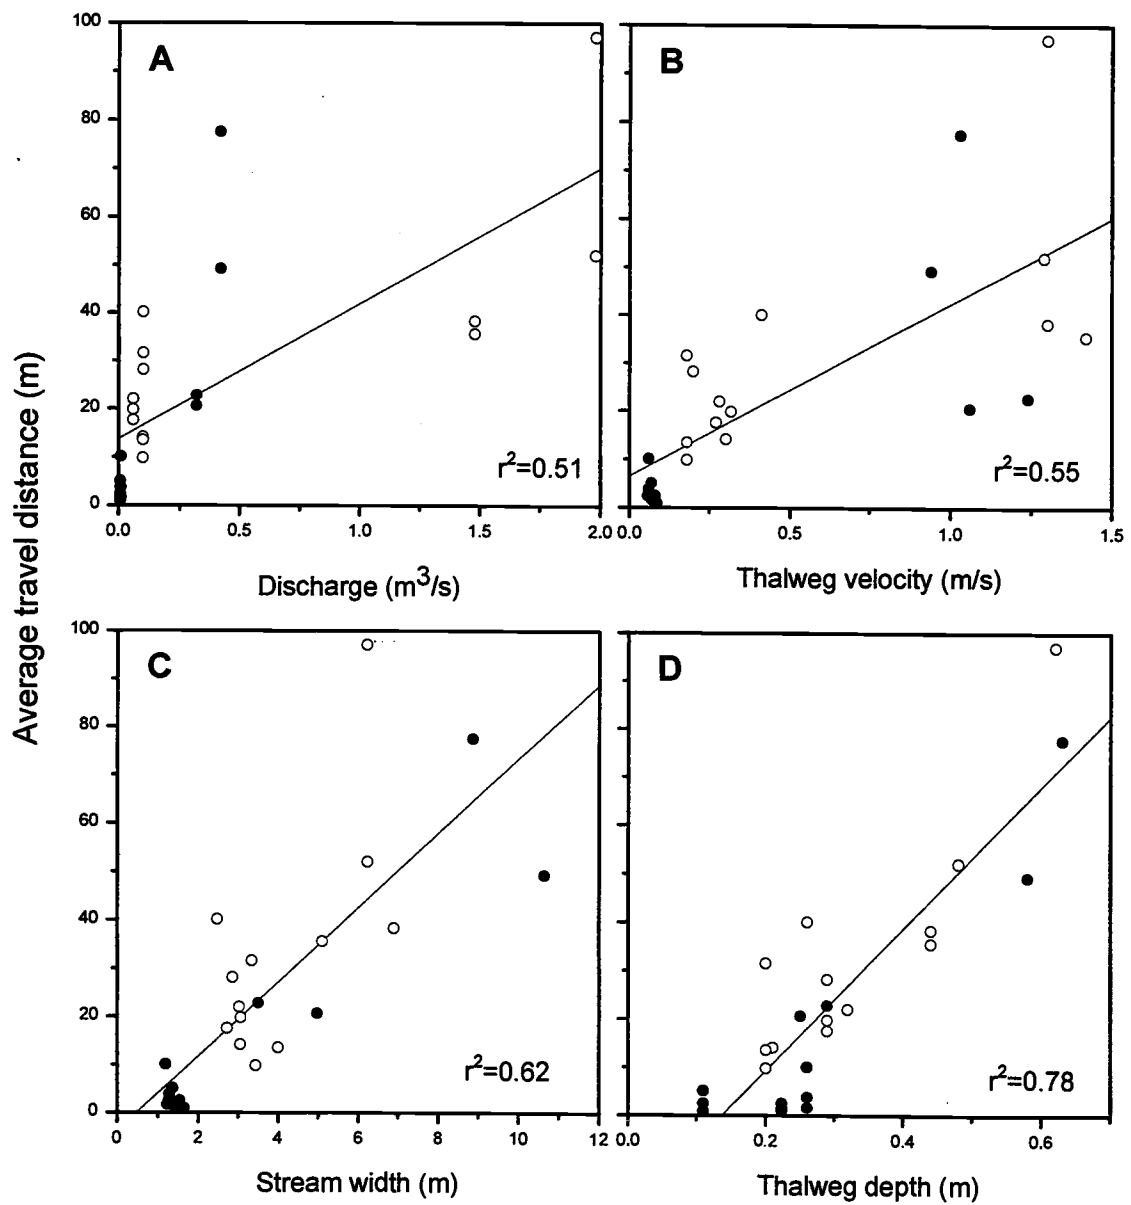 Average travel distance (m)
A
100
80
60
40
20
0
r²=0.51
0.0 0.5 1.0 1.5 2.0
Discharge (m³/s)
B
r²=0.55
0.0 0.5 1.0 1.5
Thalweg velocity (m/s)
C
100
80
60
40
20
0
r²=0.62
0 2 4 6 8 10 12
Stream width (m)
D
r²=0.78
0.0 0.2 0.4 0.6
Thalweg depth (m)